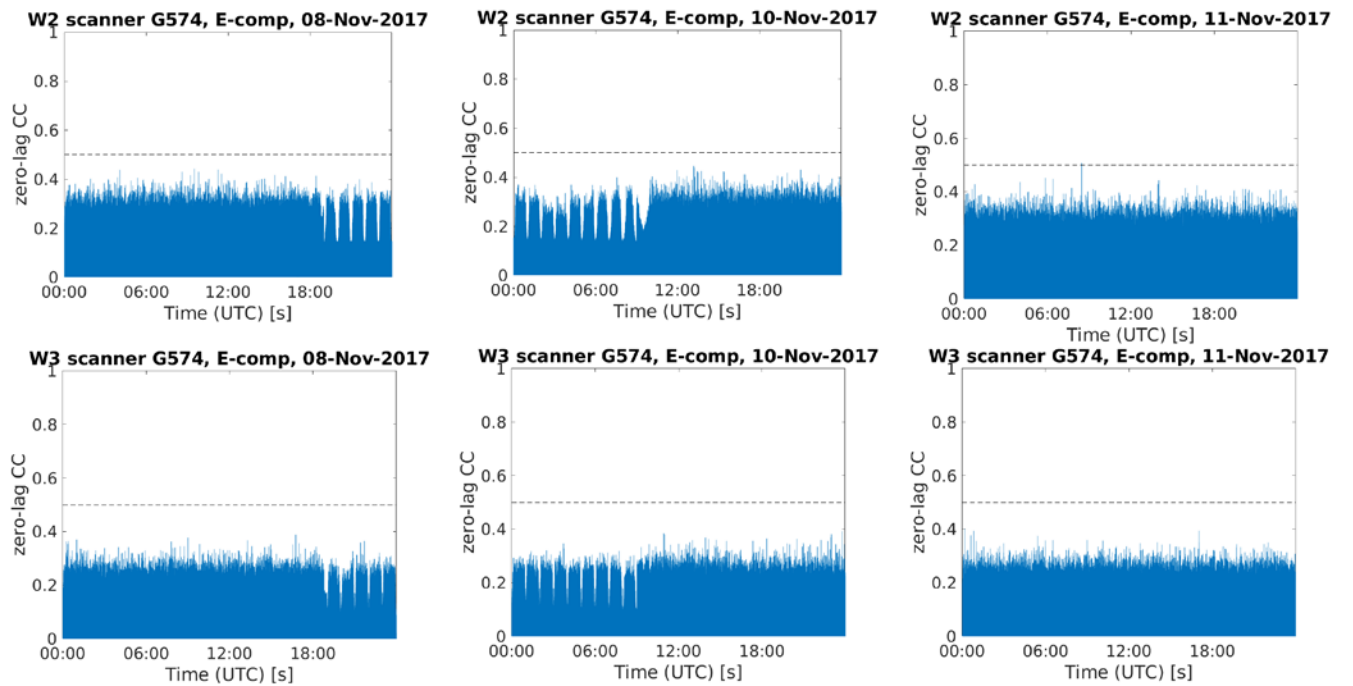 W2 scanner G574, E-comp, 08-Nov-2017
1
0.8
0.6
0.4
0.2
0
zero-lag CC
00:00 06:00 12:00 18:00
Time (UTC) [s]
W2 scanner G574, E-comp, 10-Nov-2017
1
0.8
0.6
0.4
0.2
0
zero-lag CC
00:00 06:00 12:00 18:00
Time (UTC) [s]
W2 scanner G574, E-comp, 11-Nov-2017
1
0.8
0.6
0.4
0.2
0
zero-lag CC
00:00 06:00 12:00 18:00
Time (UTC) [s]
W3 scanner G574, E-comp, 08-Nov-2017
1
0.8
0.6
0.4
0.2
0
zero-lag CC
00:00 06:00 12:00 18:00
Time (UTC) [s]
W3 scanner G574, E-comp, 10-Nov-2017
1
0.8
0.6
0.4
0.2
0
zero-lag CC
00:00 06:00 12:00 18:00
Time (UTC) [s]
W3 scanner G574, E-comp, 11-Nov-2017
1
0.8
0.6
0.4
0.2
0
zero-lag CC
00:00 06:00 12:00 18:00
Time (UTC) [s]